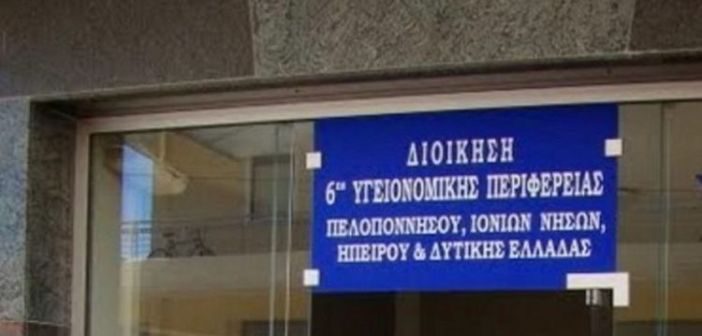 ΔΙΟΙΚΗΣΗ
6ης ΥΓΕΙΟΝΟΜΙΚΗΣ ΠΕΡΙΦΕΡΕΙΑΣ
ΠΕΛΟΠΟΝΝΗΣΟΥ, ΙΟΝΙΩΝ ΝΗΣΩΝ,
ΗΠΕΙΡΟΥ & ΔΥΤΙΚΗΣ ΕΛΛΑΔΑΣ